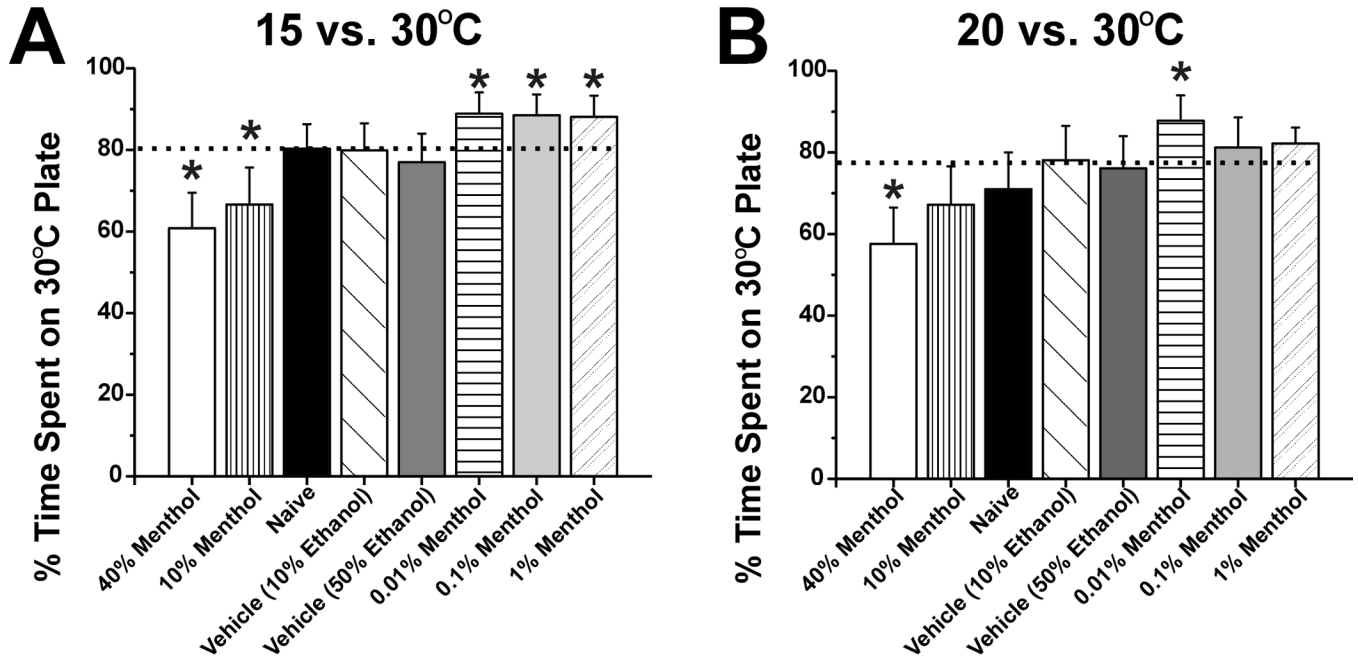 A
15 vs. 30°C
% Time Spent on 30°C Plate
100
80
60
40
20
0
*
*
*
*
*
40% Menthol
10% Menthol
Naive
Vehicle (10% Ethanol)
Vehicle (50% Ethanol)
0.01% Menthol
0.1% Menthol
1% Menthol
B
20 vs. 30°C
% Time Spent on 30°C Plate
100
80
60
40
20
0
*
*
40% Menthol
10% Menthol
Naive
Vehicle (10% Ethanol)
Vehicle (50% Ethanol)
0.01% Menthol
0.1% Menthol
1% Menthol